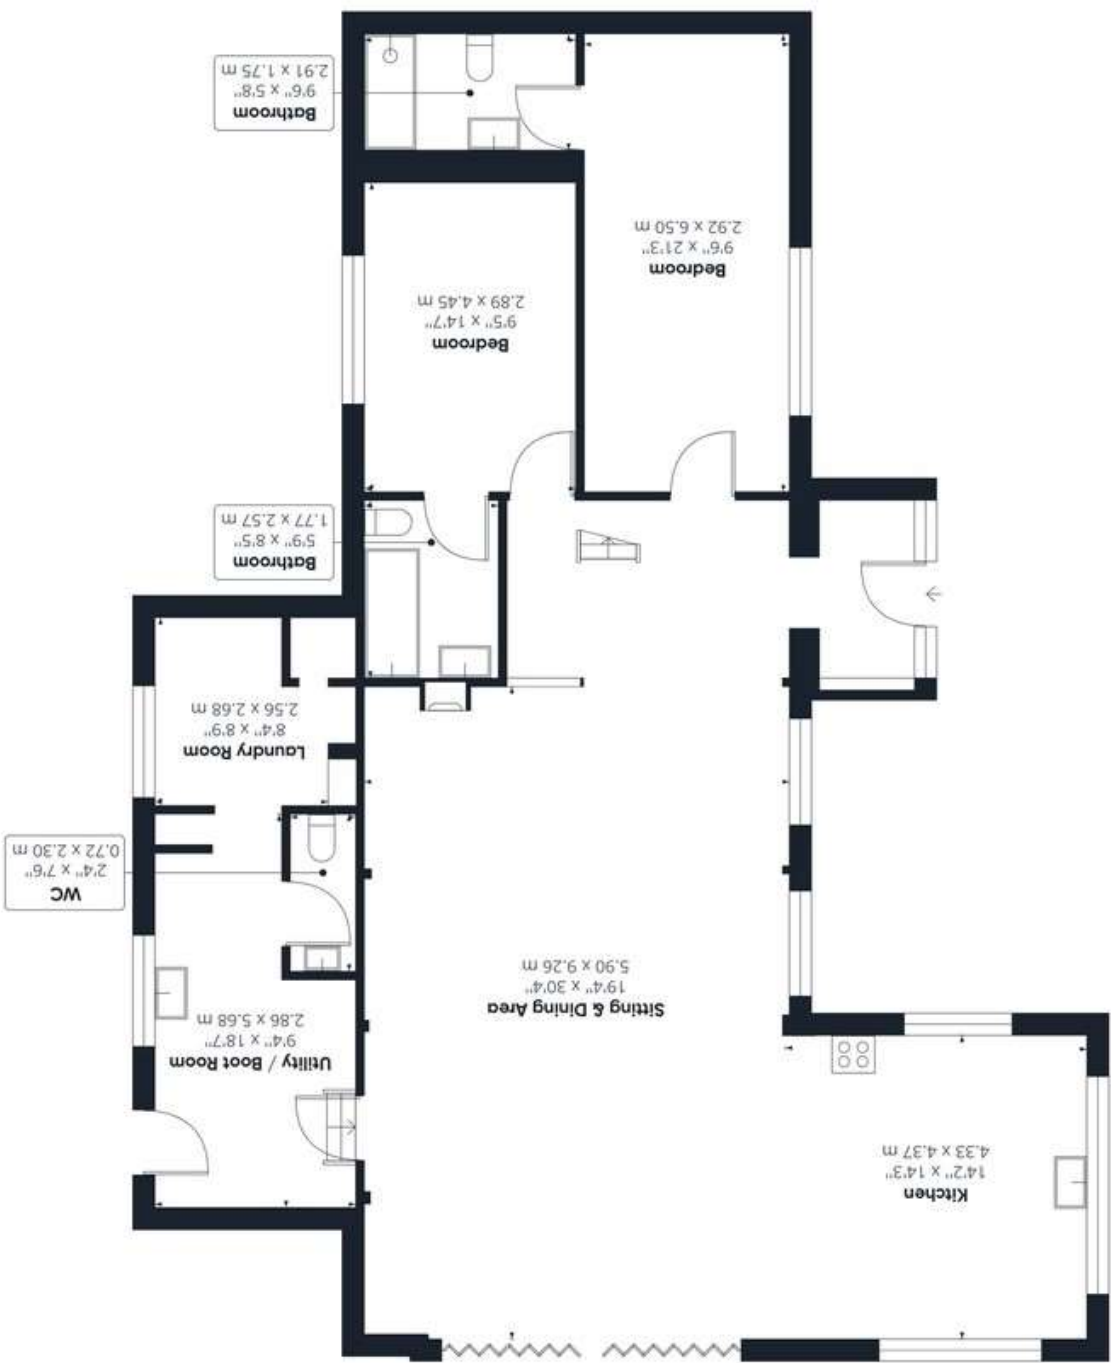 Kitchen
14'2" x 14'3"
4.33 x 4.37 m
Utility / Boot Room
9'4" x 18'7"
2.86 x 5.68 m
Sitting & Dining Area
19'4" x 30'4"
5.90 x 9.26 m
WC
2'4" x 7'6"
0.72 x 2.30 m
Laundry Room
8'4" x 8'9"
2.56 x 2.68 m
Bathroom
5'9" x 8'5"
1.77 x 2.57 m
Bedroom
9'5" x 14'7"
2.89 x 4.45 m
Bedroom
9'6" x 21'3"
2.92 x 6.50 m
Bathroom
9'6" x 5'8"
2.91 x 1.75 m